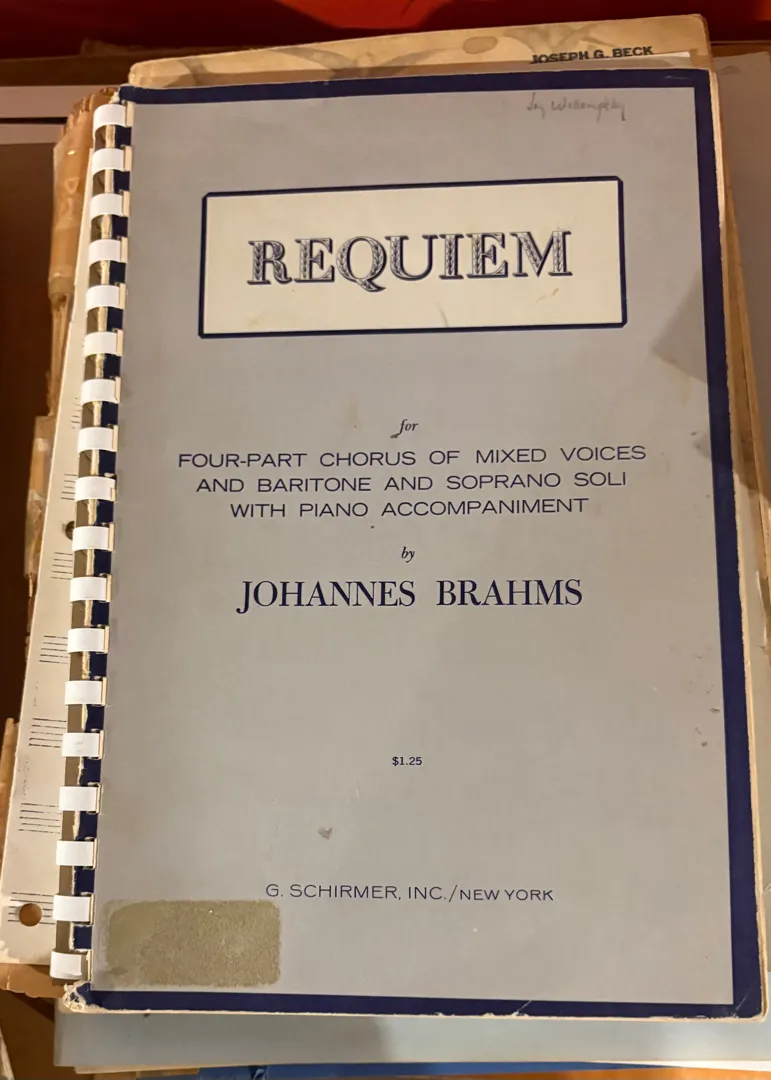 JOSEPH G. BECK
REQUIEM
for
FOUR-PART CHORUS OF MIXED VOICES
AND BARITONE AND SOPRANO SOLI
WITH PIANO ACCOMPANIMENT
by
JOHANNES BRAHMS
$1.25
G. SCHIRMER, INC./NEW YORK